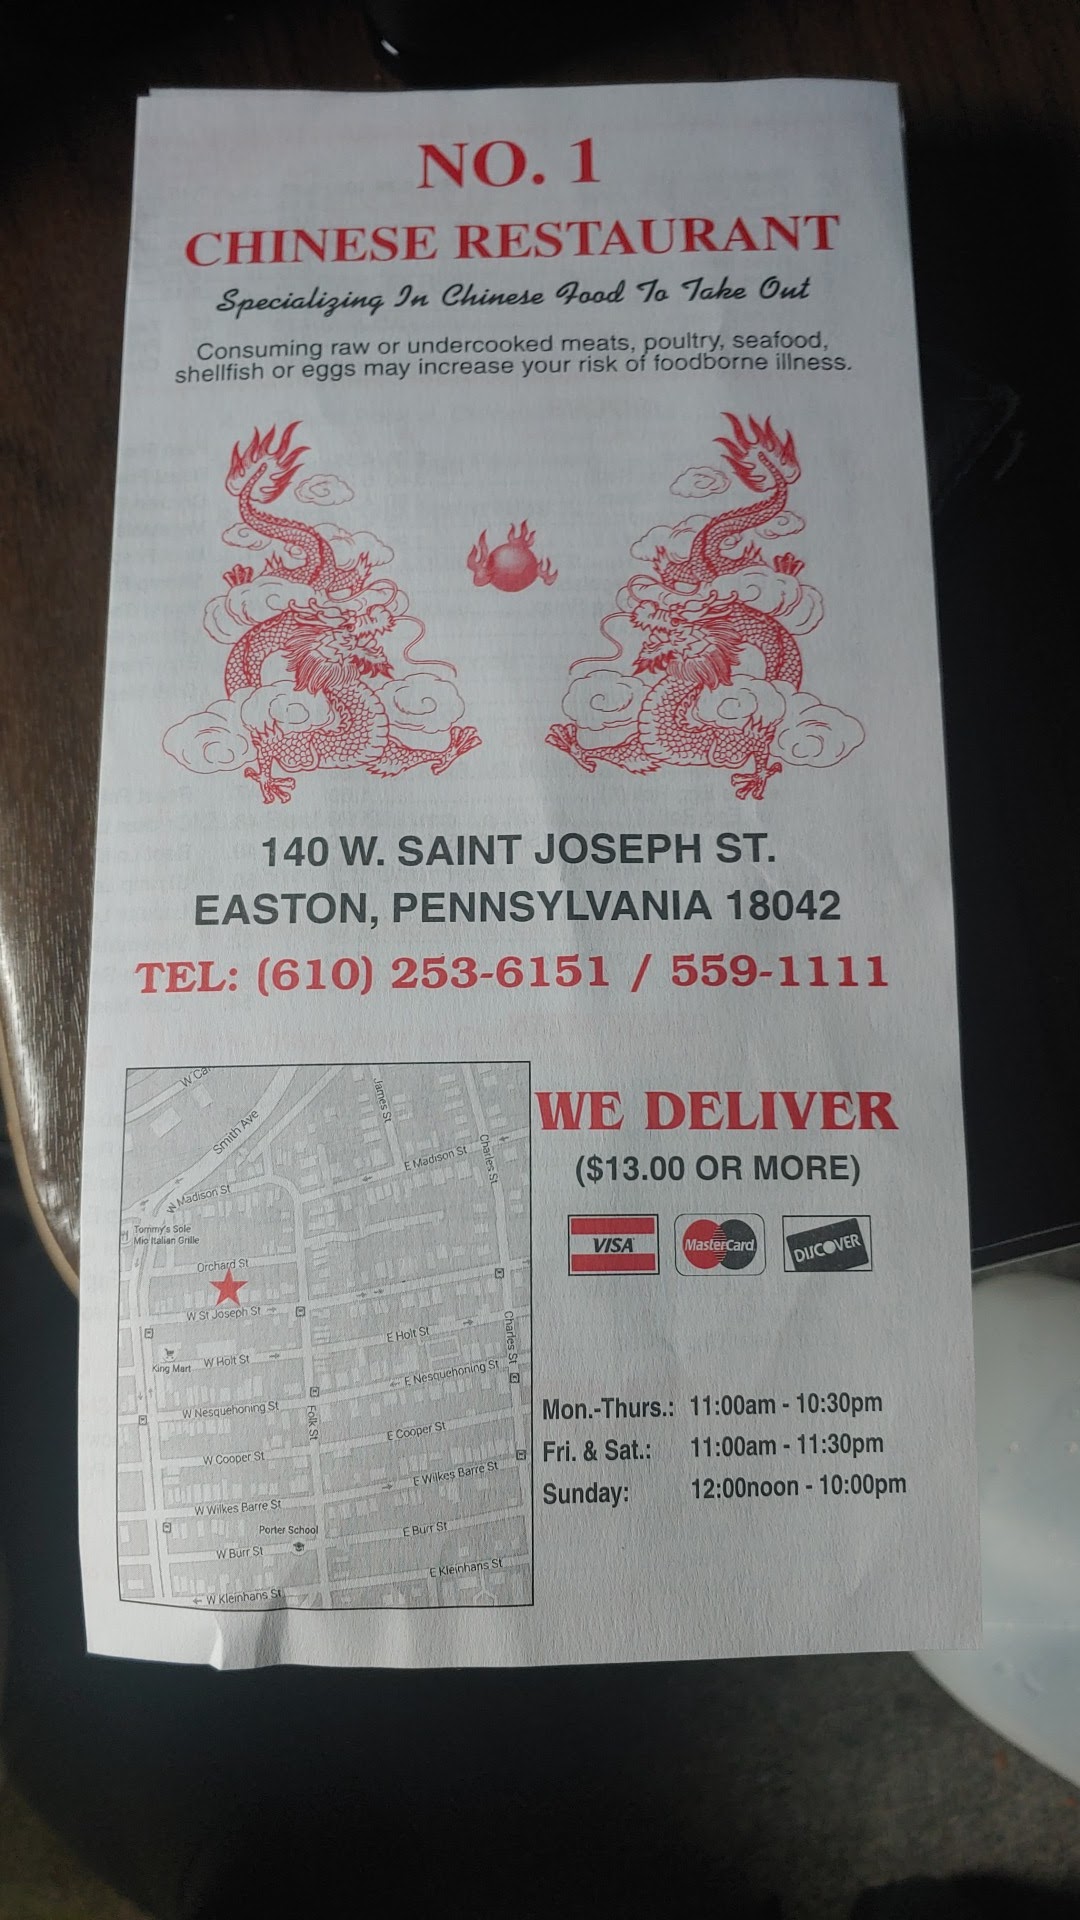 NO. 1
CHINESE RESTAURANT
Specializing In Chinese Food To Take Out
Consuming raw or undercooked meats, poultry, seafood,
shellfish or eggs may increase your risk of foodborne illness.
140 W. SAINT JOSEPH ST.
EASTON, PENNSYLVANIA 18042
TEL: (610) 253-6151 / 559-1111
W Ca
Smith Ave
James St
Charles St
E Madison St
W Madison St
Tommy's Sole
Mio Italian Grille
Orchard St
W St Joseph St
E Holt St
Charles St
King Mart
W Holt St
E Nesquehoning St
W Nesquehoning St
Folk St
E Cooper St
W Cooper St
E Wilkes Barre St
W Wilkes Barre St
Porter School
E Burr St
W Burr St
E Kleinhans St
W Kleinhans St
WE DELIVER
($13.00 OR MORE)
VISA
MasterCard
DISCOVER
Mon.-Thurs.: 11:00am - 10:30pm
Fri. & Sat.: 11:00am - 11:30pm
Sunday: 12:00noon - 10:00pm